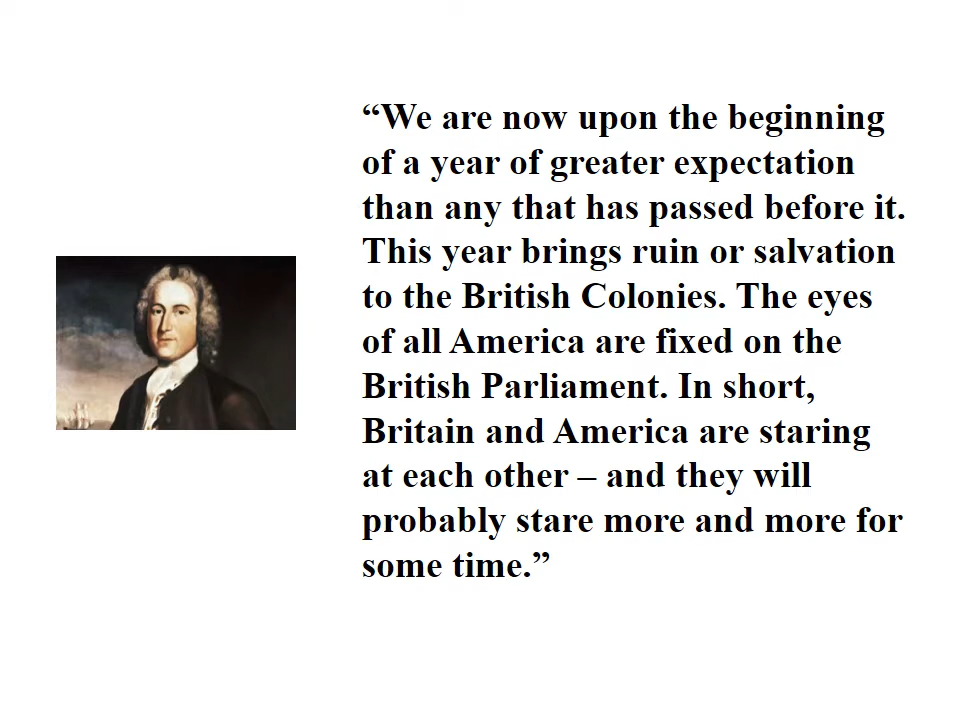 “We are now upon the beginning
of a year of greater expectation
than any that has passed before it.
This year brings ruin or salvation
to the British Colonies. The eyes
of all America are fixed on the
British Parliament. In short,
Britain and America are staring
at each other – and they will
probably stare more and more for
some time.”